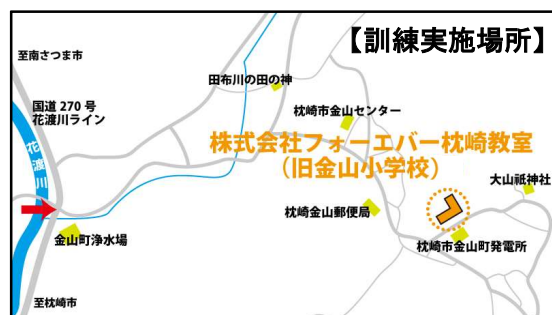 【訓練実施場所】
至南さつま市
田布川の田の神
国道 270 号
花渡川ライン
枕崎市金山センター
株式会社フォーエバー枕崎教室
（旧金山小学校）
花渡川
大山祇神社
枕崎金山郵便局
金山町浄水場
枕崎市金山町発電所
至枕崎市